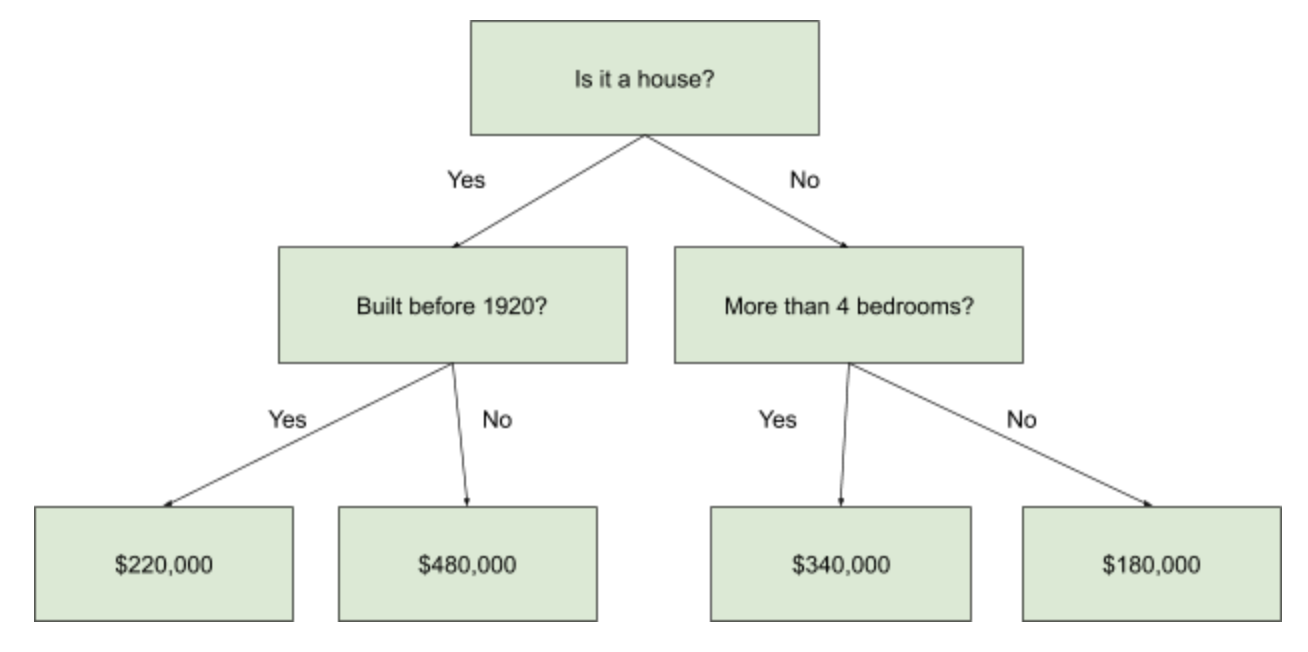 Is it a house?
Yes
No
Built before 1920?
More than 4 bedrooms?
Yes
No
Yes
No
$220,000
$480,000
$340,000
$180,000